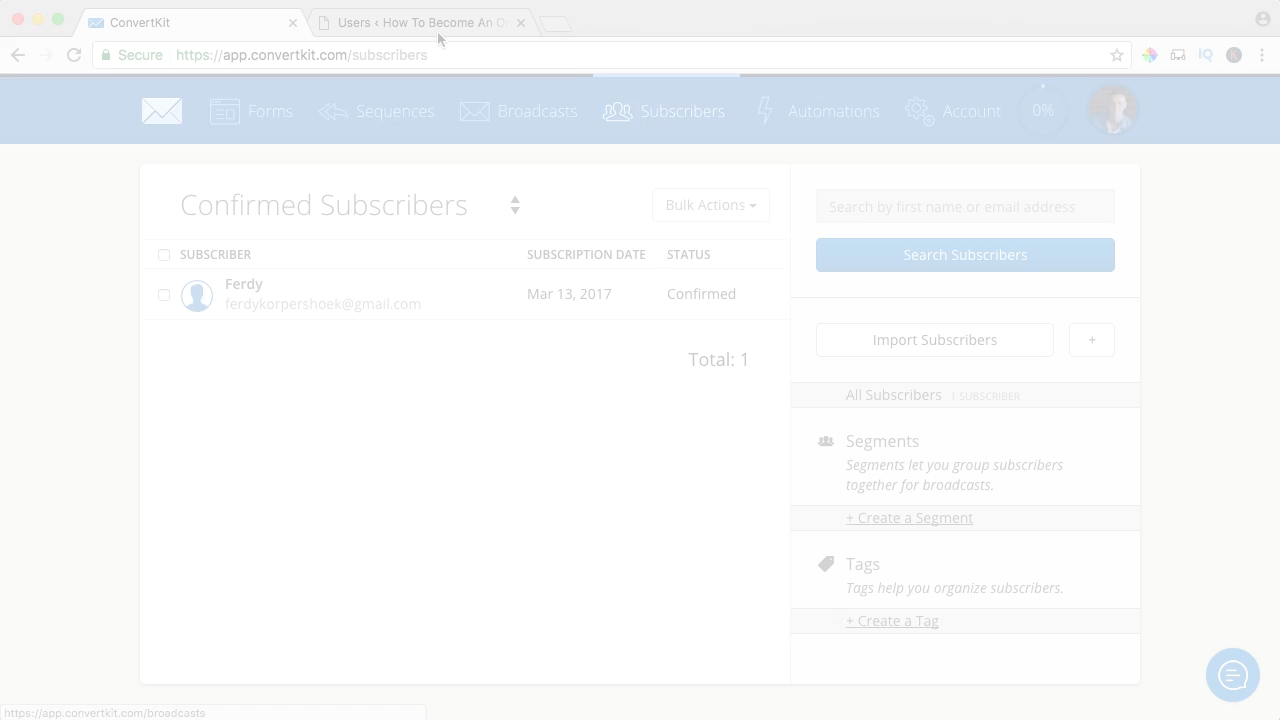 ConvertKit
Users ‹ How To Become An O
Secure
https://app.convertkit.com/subscribers
Forms
Sequences
Broadcasts
Subscribers
Automations
Account
0%
Confirmed Subscribers
Bulk Actions
SUBSCRIBER SUBSCRIPTION DATE STATUS
Ferdy
ferdykorpershoek@gmail.com
Mar 13, 2017
Confirmed
Total: 1
Search by first name or email address
Search Subscribers
Import Subscribers
+
All Subscribers 1 SUBSCRIBER
Segments
Segments let you group subscribers
together for broadcasts.
+ Create a Segment
Tags
Tags help you organize subscribers.
+ Create a Tag
https://app.convertkit.com/broadcasts